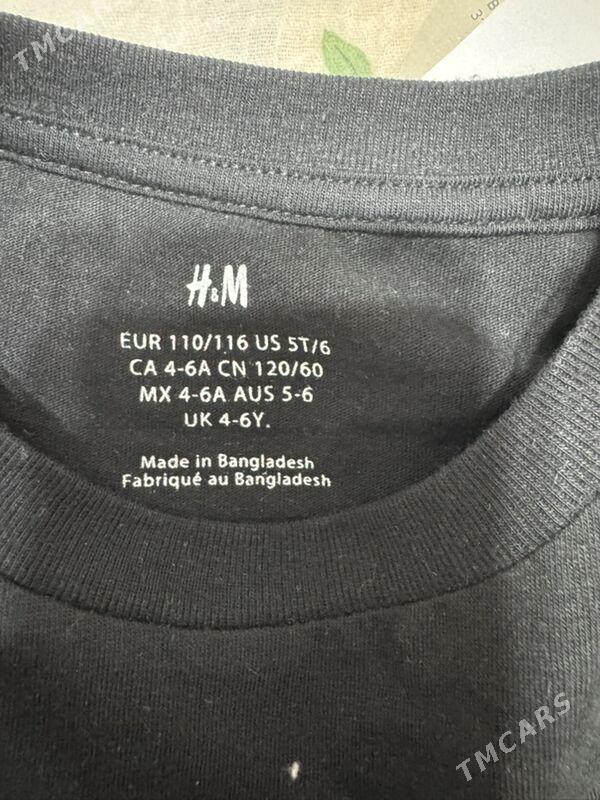 TMCARS
H&M
EUR 110/116 US 5T/6
CA 4-6A CN 120/60
MX 4-6A AUS 5-6
UK 4-6Y.
Made in Bangladesh
Fabriqué au Bangladesh
TMCARS